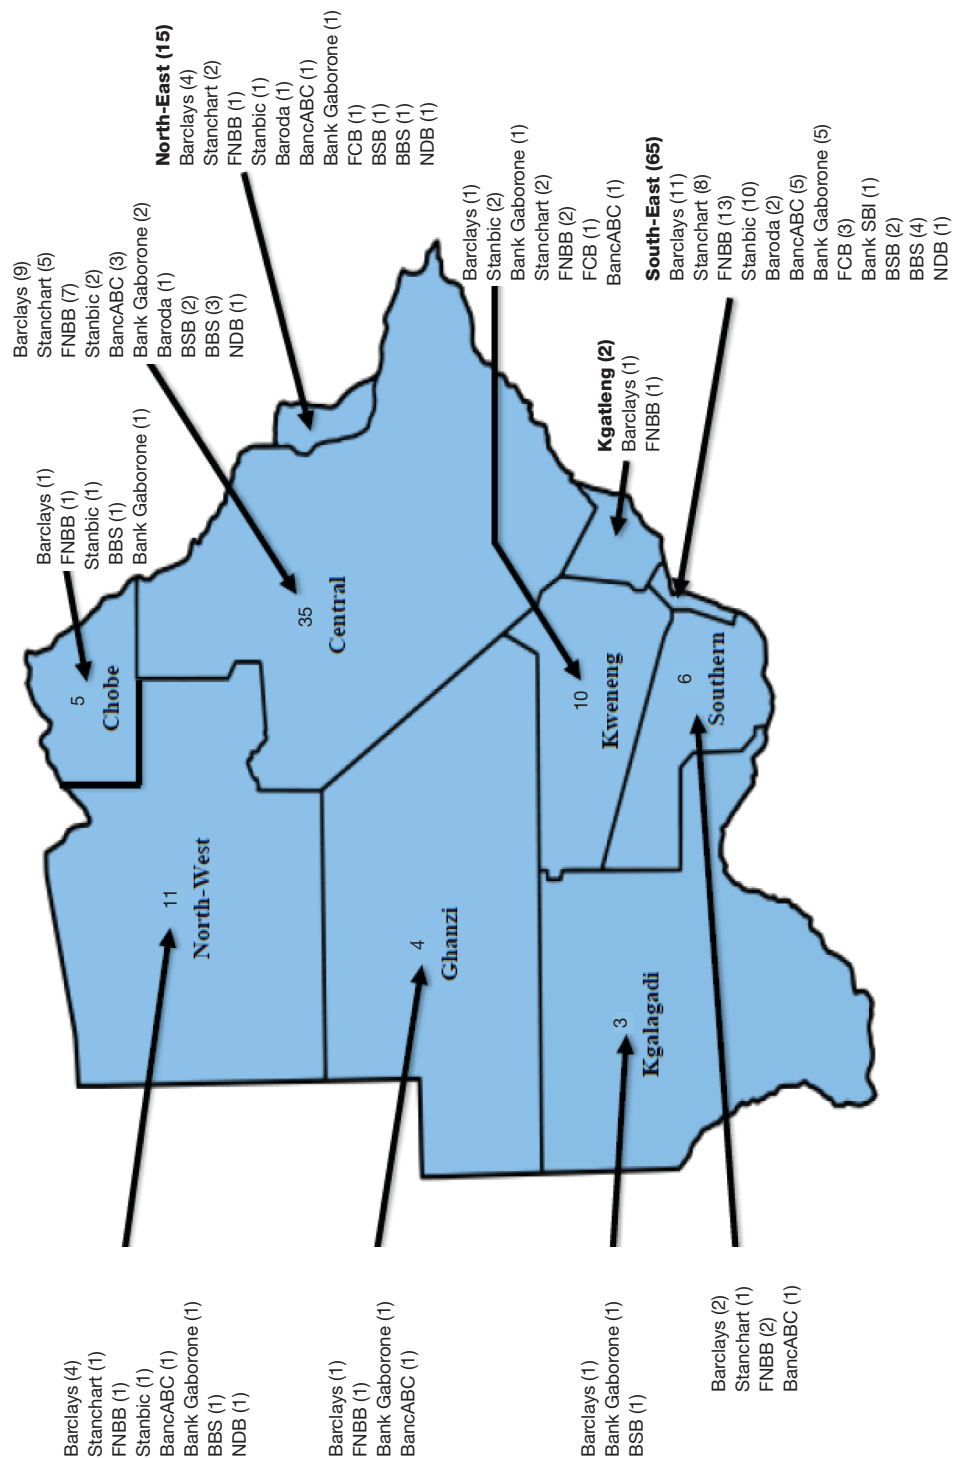 Barclays (4)
Stanchart (1)
FNBB (1)
Stanbic (1)
BancABC (1)
Bank Gaborone (1)
BBS (1)
NDB (1)
Barclays (1)
FNBB (1)
Bank Gaborone (1)
BancABC (1)
Barclays (1)
Bank Gaborone (1)
BSB (1)
Barclays (2)
Stanchart (1)
FNBB (2)
BancABC (1)
11
North-West
4
Ghanzi
3
Kgalagadi
5
Chobe
35
Central
10
Kweneng
6
Southern
Barclays (1)
FNBB (1)
Stanbic (1)
BBS (1)
Bank Gaborone (1)
Barclays (9)
Stanchart (5)
FNBB (7)
Stanbic (2)
BancABC (3)
Bank Gaborone (2)
Baroda (1)
BSB (2)
BBS (3)
NDB (1)
North-East (15)
Barclays (4)
Stanchart (2)
FNBB (1)
Stanbic (1)
Baroda (1)
BancABC (1)
Bank Gaborone (1)
FCB (1)
BSB (1)
BBS (1)
NDB (1)
Barclays (1)
Stanbic (2)
Bank Gaborone (1)
Stanchart (2)
FNBB (2)
FCB (1)
BancABC (1)
Kgatleng (2)
Barclays (1)
FNBB (1)
South-East (65)
Barclays (11)
Stanchart (8)
FNBB (13)
Stanbic (10)
Baroda (2)
BancABC (5)
Bank Gaborone (5)
FCB (3)
Bank SBI (1)
BSB (2)
BBS (4)
NDB (1)